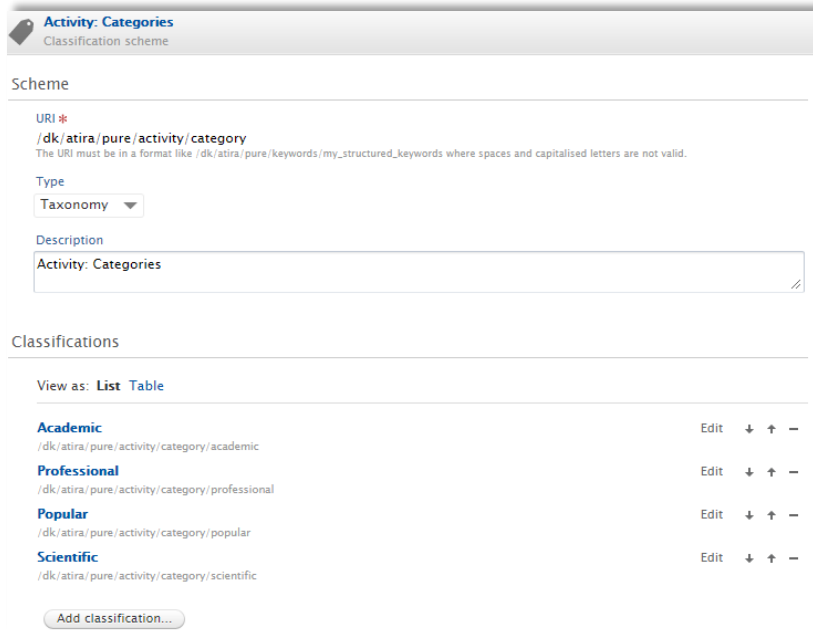 Activity: Categories
Classification scheme
Scheme
URI *
/dk/atira/pure/activity/category
The URI must be in a format like /dk/atira/pure/keywords/my_structured_keywords where spaces and capitalised letters are not valid.
Type
Taxonomy
Description
Activity: Categories
Classifications
View as: List Table
Academic Edit
/dk/atira/pure/activity/category/academic
Professional Edit
/dk/atira/pure/activity/category/professional
Popular Edit
/dk/atira/pure/activity/category/popular
Scientific Edit
/dk/atira/pure/activity/category/scientific
Add classification...